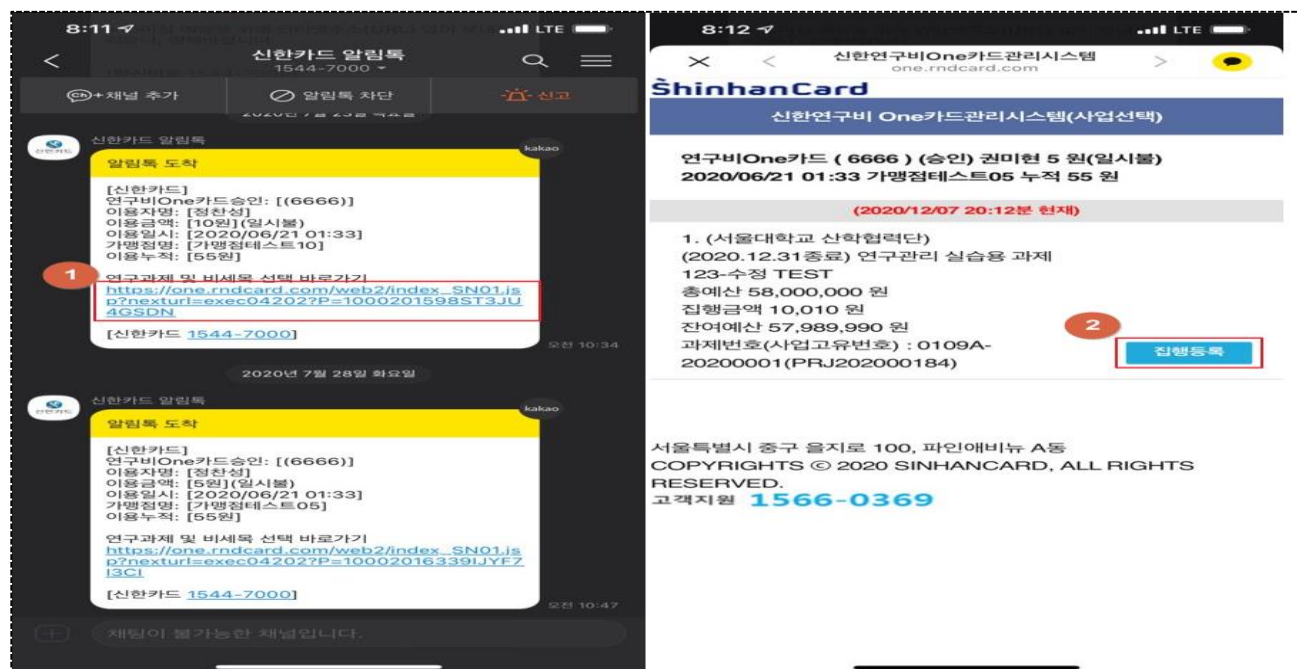 8:11
LTE
신한카드 알림톡
1544-7000
+채널 추가
알림톡 차단
신고
신한카드 알림톡
kakao
알림톡 도착
[신한카드]
연구비One카드승인: [(6666)]
이용자명: [정찬성]
이용금액: [10원](일시불)
이용일시: [2020/06/21 01:33]
가맹점명: [가맹점테스트10]
이용누적: [55원]
1
연구과제 및 비세목 선택 바로가기
https://one.rndcard.com/web2/index_SN01.js
p?nexturl=exec04202?P=1000201598ST3JU
4GSDN
[신한카드 1544-7000]
오전 10:34
2020년 7월 28일 화요일
신한카드 알림톡
kakao
알림톡 도착
[신한카드]
연구비One카드승인: [(6666)]
이용자명: [정찬성]
이용금액: [5원](일시불)
이용일시: [2020/06/21 01:33]
가맹점명: [가맹점테스트05]
이용누적: [55원]
연구과제 및 비세목 선택 바로가기
https://one.rndcard.com/web2/index_SN01.js
p?nexturl=exec04202?P=10002016339IJYF7
I3CI
[신한카드 1544-7000]
오전 10:47
채팅이 불가능한 채널입니다.
8:12
LTE
신한연구비One카드관리시스템
one.rndcard.com
ShinhanCard
신한연구비 One카드관리시스템(사업선택)
연구비One카드 ( 6666 ) (승인) 권미현 5 원(일시불)
2020/06/21 01:33 가맹점테스트05 누적 55 원
(2020/12/07 20:12분 현재)
1. (서울대학교 산학협력단)
(2020.12.31종료) 연구관리 실습용 과제
123-수정 TEST
총예산 58,000,000 원
집행금액 10,010 원
잔여예산 57,989,990 원
과제번호(사업고유번호) : 0109A-
20200001(PRJ202000184)
2
집행등록
서울특별시 중구 을지로 100, 파인애비뉴 A동
COPYRIGHTS © 2020 SINHANCARD, ALL RIGHTS
RESERVED.
고객지원 1566-0369